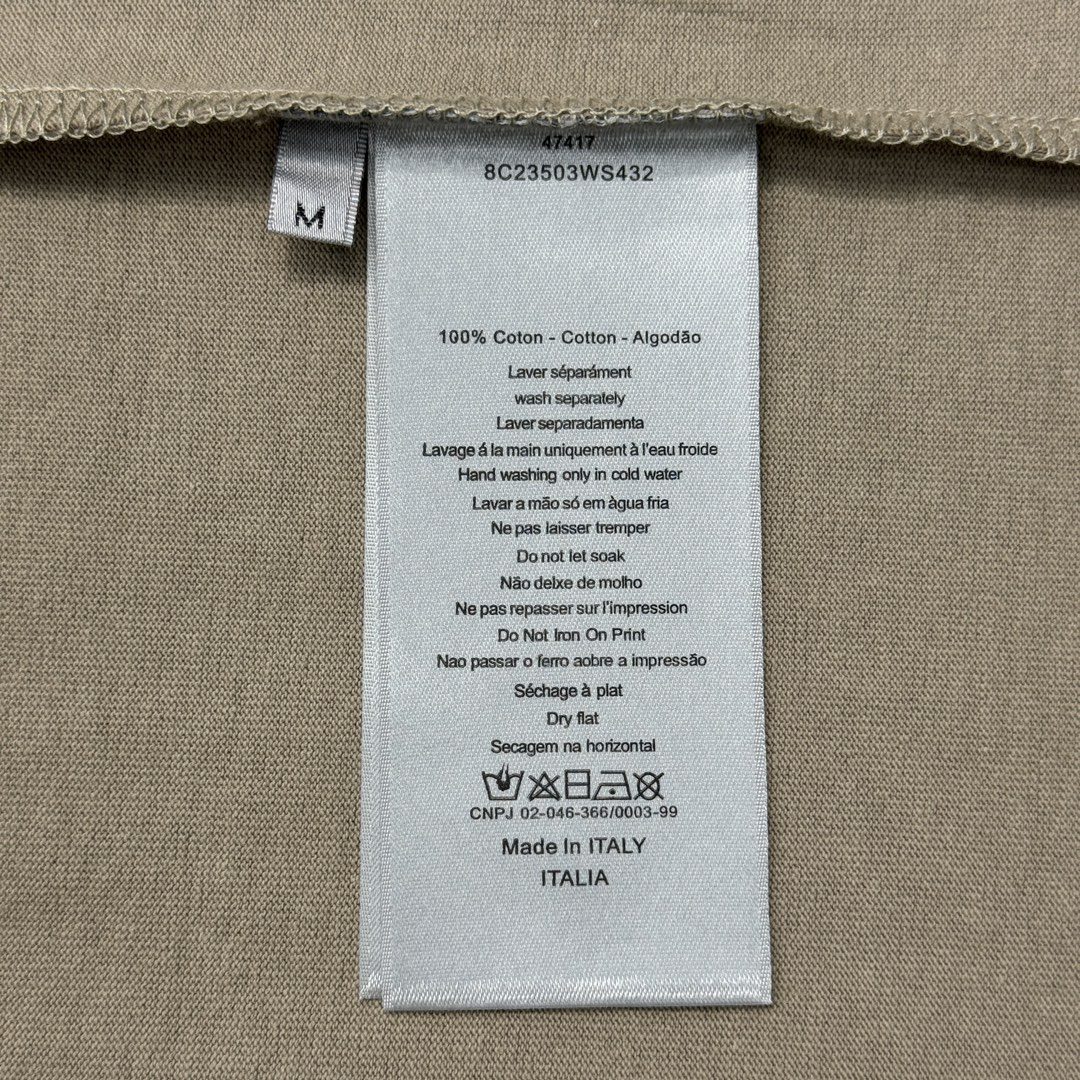 M
47417
8C23503WS432
100% Coton - Cotton - Algodão
Laver séparámént
wash separately
Laver separadamenta
Lavage á la main uniquement à l'eau froide
Hand washing only in cold water
Lavar a mão só em àgua fria
Ne pas laisser tremper
Do not let soak
Não delxe de molho
Ne pas repasser sur l'impression
Do Not Iron On Print
Nao passar o ferro aobre a impressão
Séchage à plat
Dry flat
Secagem na horizontal
CNPJ 02-046-366/0003-99
Made In ITALY
ITALIA